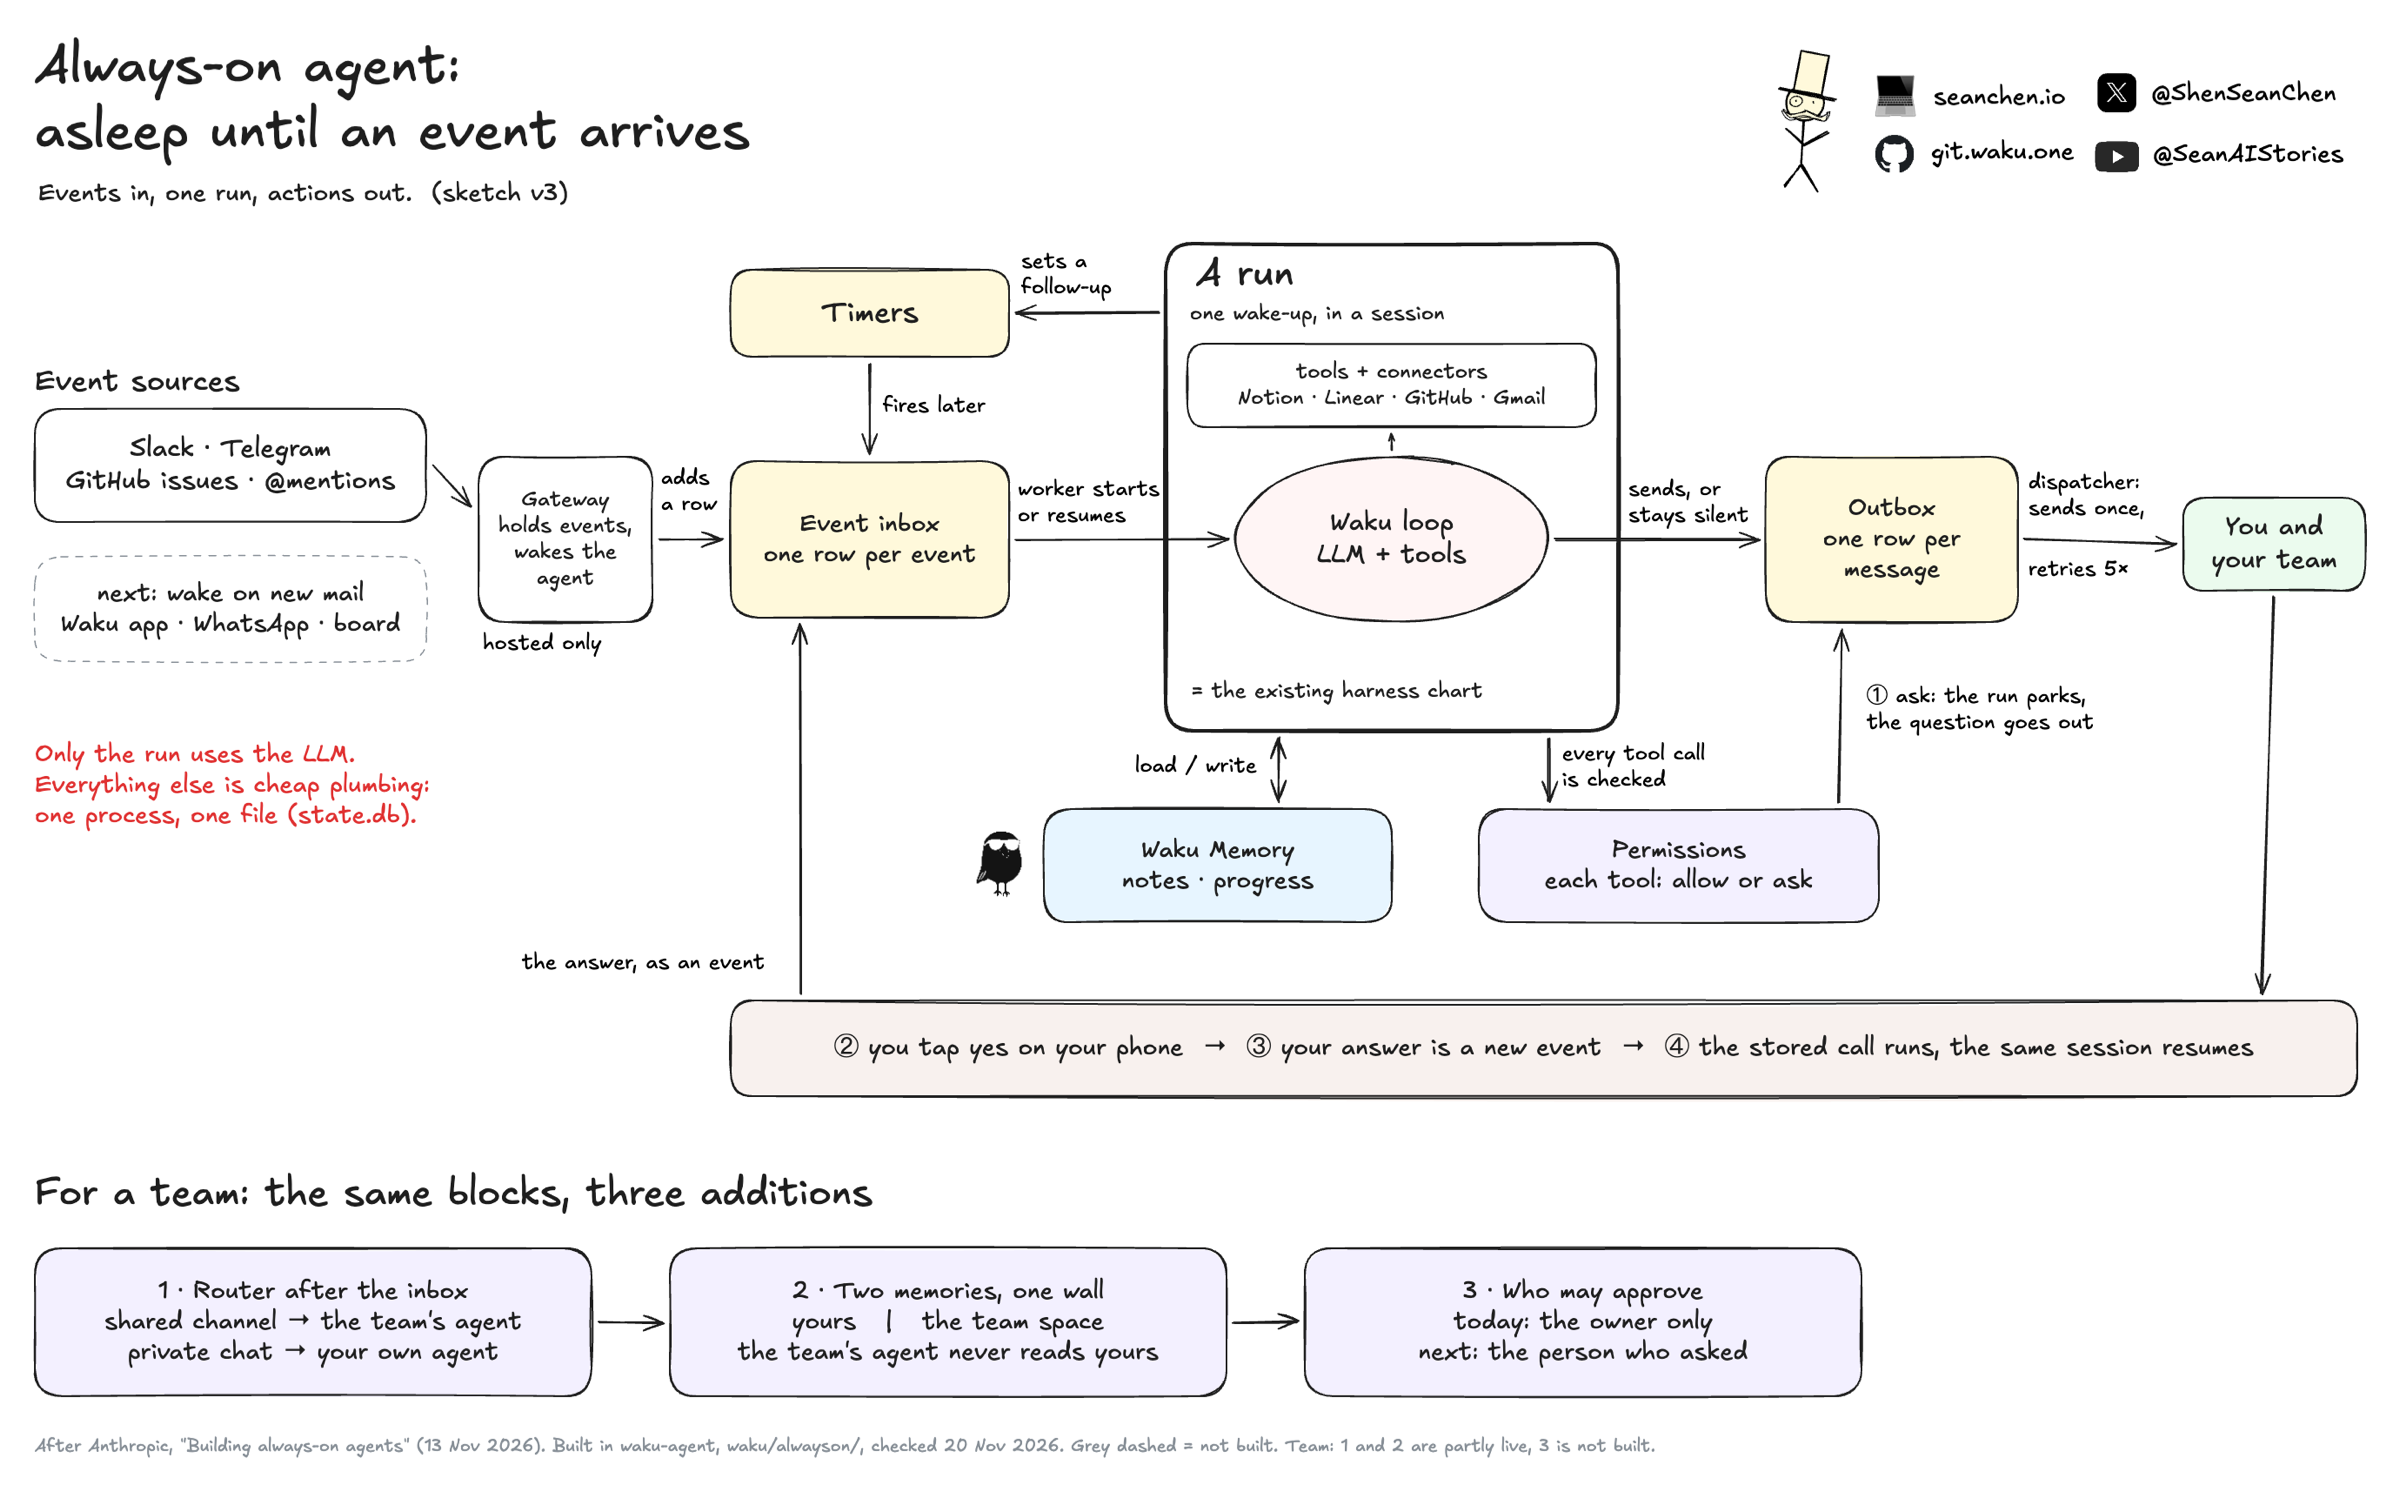 Always-on agent:
asleep until an event arrives
Events in, one run, actions out. (sketch v3)
seanchen.io
@ShenSeanChen
git.waku.one
@SeanAIStories
sets a
follow-up
Timers
fires later
A run
one wake-up, in a session
tools + connectors
Notion · Linear · GitHub · Gmail
Event sources
Slack · Telegram
GitHub issues · @mentions
next: wake on new mail
Waku app · WhatsApp · board
Gateway
holds events,
wakes the
agent
hosted only
adds
a row
Event inbox
one row per event
worker starts
or resumes
Waku loop
LLM + tools
= the existing harness chart
sends, or
stays silent
Outbox
one row per
message
dispatcher:
sends once,
retries 5×
You and
your team
① ask: the run parks,
the question goes out
Only the run uses the LLM.
Everything else is cheap plumbing:
one process, one file (state.db).
load / write
every tool call
is checked
Waku Memory
notes · progress
Permissions
each tool: allow or ask
the answer, as an event
② you tap yes on your phone → ③ your answer is a new event → ④ the stored call runs, the same session resumes
For a team: the same blocks, three additions
1 · Router after the inbox
shared channel → the team's agent
private chat → your own agent
2 · Two memories, one wall
yours | the team space
the team's agent never reads yours
3 · Who may approve
today: the owner only
next: the person who asked
After Anthropic, "Building always-on agents" (13 Nov 2026). Built in waku-agent, waku/alwayson/, checked 20 Nov 2026. Grey dashed = not built. Team: 1 and 2 are partly live, 3 is not built.